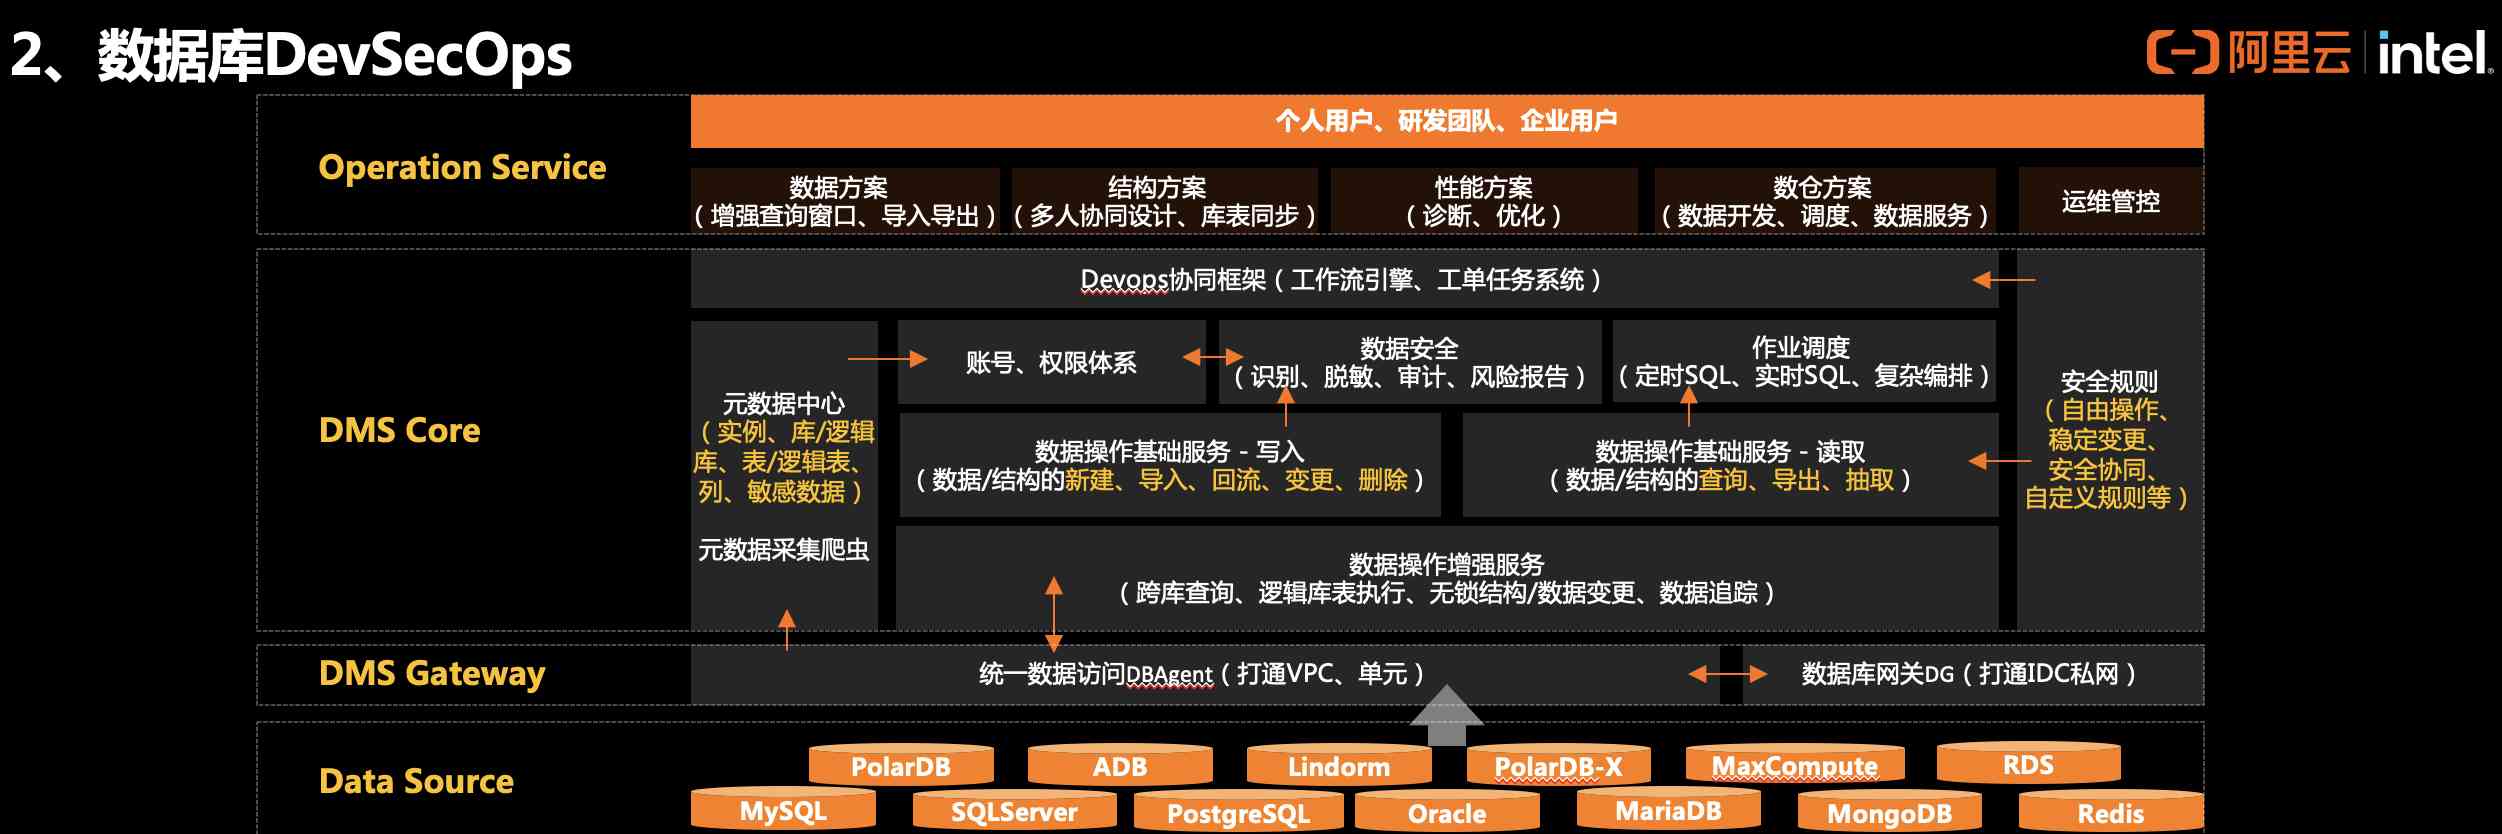 2、数据库DevSecOps
阿里云 | intel®
Operation Service
个人用户、研发团队、企业用户
数据方案
（增强查询窗口、导入导出）
结构方案
（多人协同设计、库表同步）
性能方案
（诊断、优化）
数仓方案
（数据开发、调度、数据服务）
运维管控
DMS Core
Devops协同框架（工作流引擎、工单任务系统）
元数据中心
（实例、库/逻辑
库、表/逻辑表、
列、敏感数据）
元数据采集爬虫
账号、权限体系
数据安全
（识别、脱敏、审计、风险报告）
作业调度
（定时SQL、实时SQL、复杂编排）
数据操作基础服务 - 写入
（数据/结构的新建、导入、回流、变更、删除）
数据操作基础服务 - 读取
（数据/结构的查询、导出、抽取）
数据操作增强服务
（跨库查询、逻辑库表执行、无锁结构/数据变更、数据追踪）
安全规则
（自由操作、
稳定变更、
安全协同、
自定义规则等）
DMS Gateway
统一数据访问DBAgent（打通VPC、单元）
数据库网关DG（打通IDC私网）
Data Source
PolarDB
ADB
Lindorm
PolarDB-X
MaxCompute
RDS
MySQL
SQLServer
PostgreSQL
Oracle
MariaDB
MongoDB
Redis